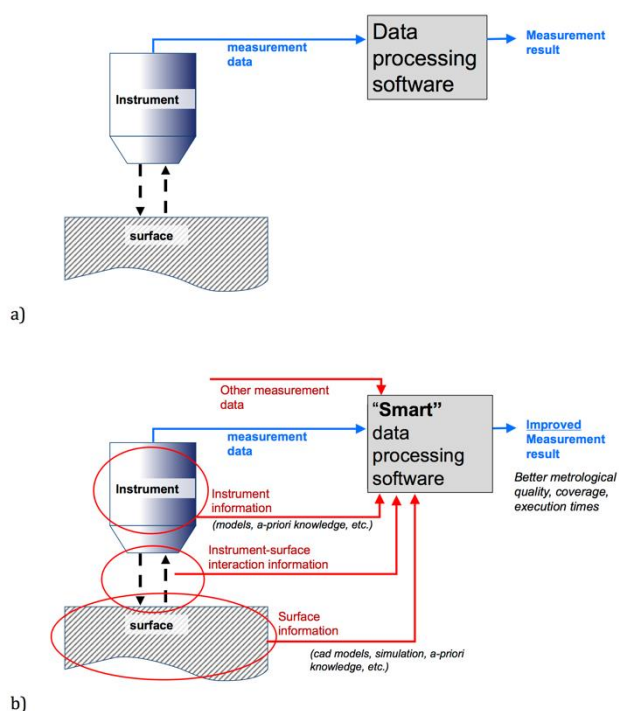 measurement
data
Data
processing
software
Measurement
result
Instrument
surface
a)
Other measurement
data
measurement
data
“Smart”
data
processing
software
Improved
Measurement
result
Better metrological
quality, coverage,
execution times
Instrument
Instrument
information
(models, a-priori knowledge, etc.)
Instrument-surface
interaction information
surface
Surface
information
(cad models, simulation, a-priori
knowledge, etc.)
b)